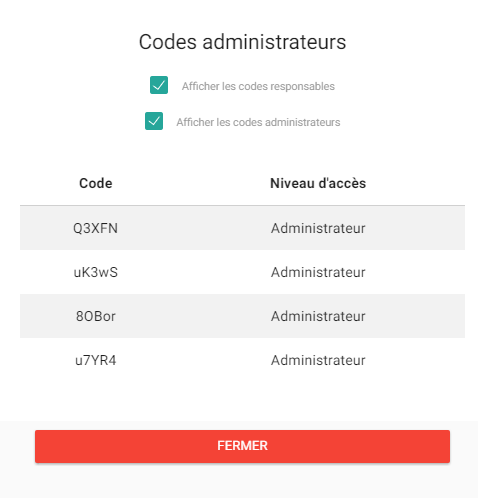 Codes administrateurs
Afficher les codes responsables
Afficher les codes administrateurs
Code Niveau d'accès
Q3XFN Administrateur
uK3wS Administrateur
8OBor Administrateur
u7YR4 Administrateur
FERMER